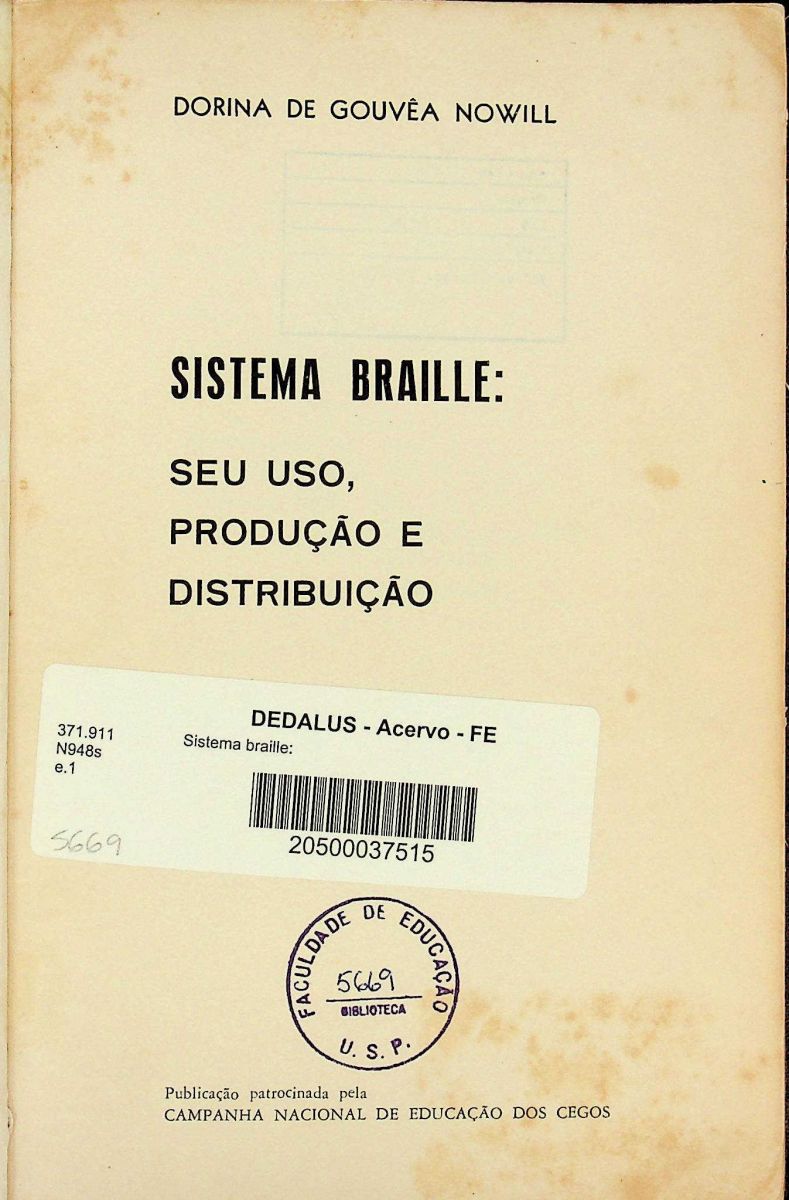 DORINA DE GOUVÊA NOWILL
SISTEMA BRAILLE:
SEU USO,
PRODUÇÃO E
DISTRIBUIÇÃO
DEDALUS - Acervo - FE
371.911
N948s
e.1
Sistema braille:
20500037515
5669
FACULDADE DE EDUCAÇÃO
5669
BIBLIOTECA
U. S. P.
Publicação patrocinada pela
CAMPANHA NACIONAL DE EDUCAÇÃO DOS CEGOS